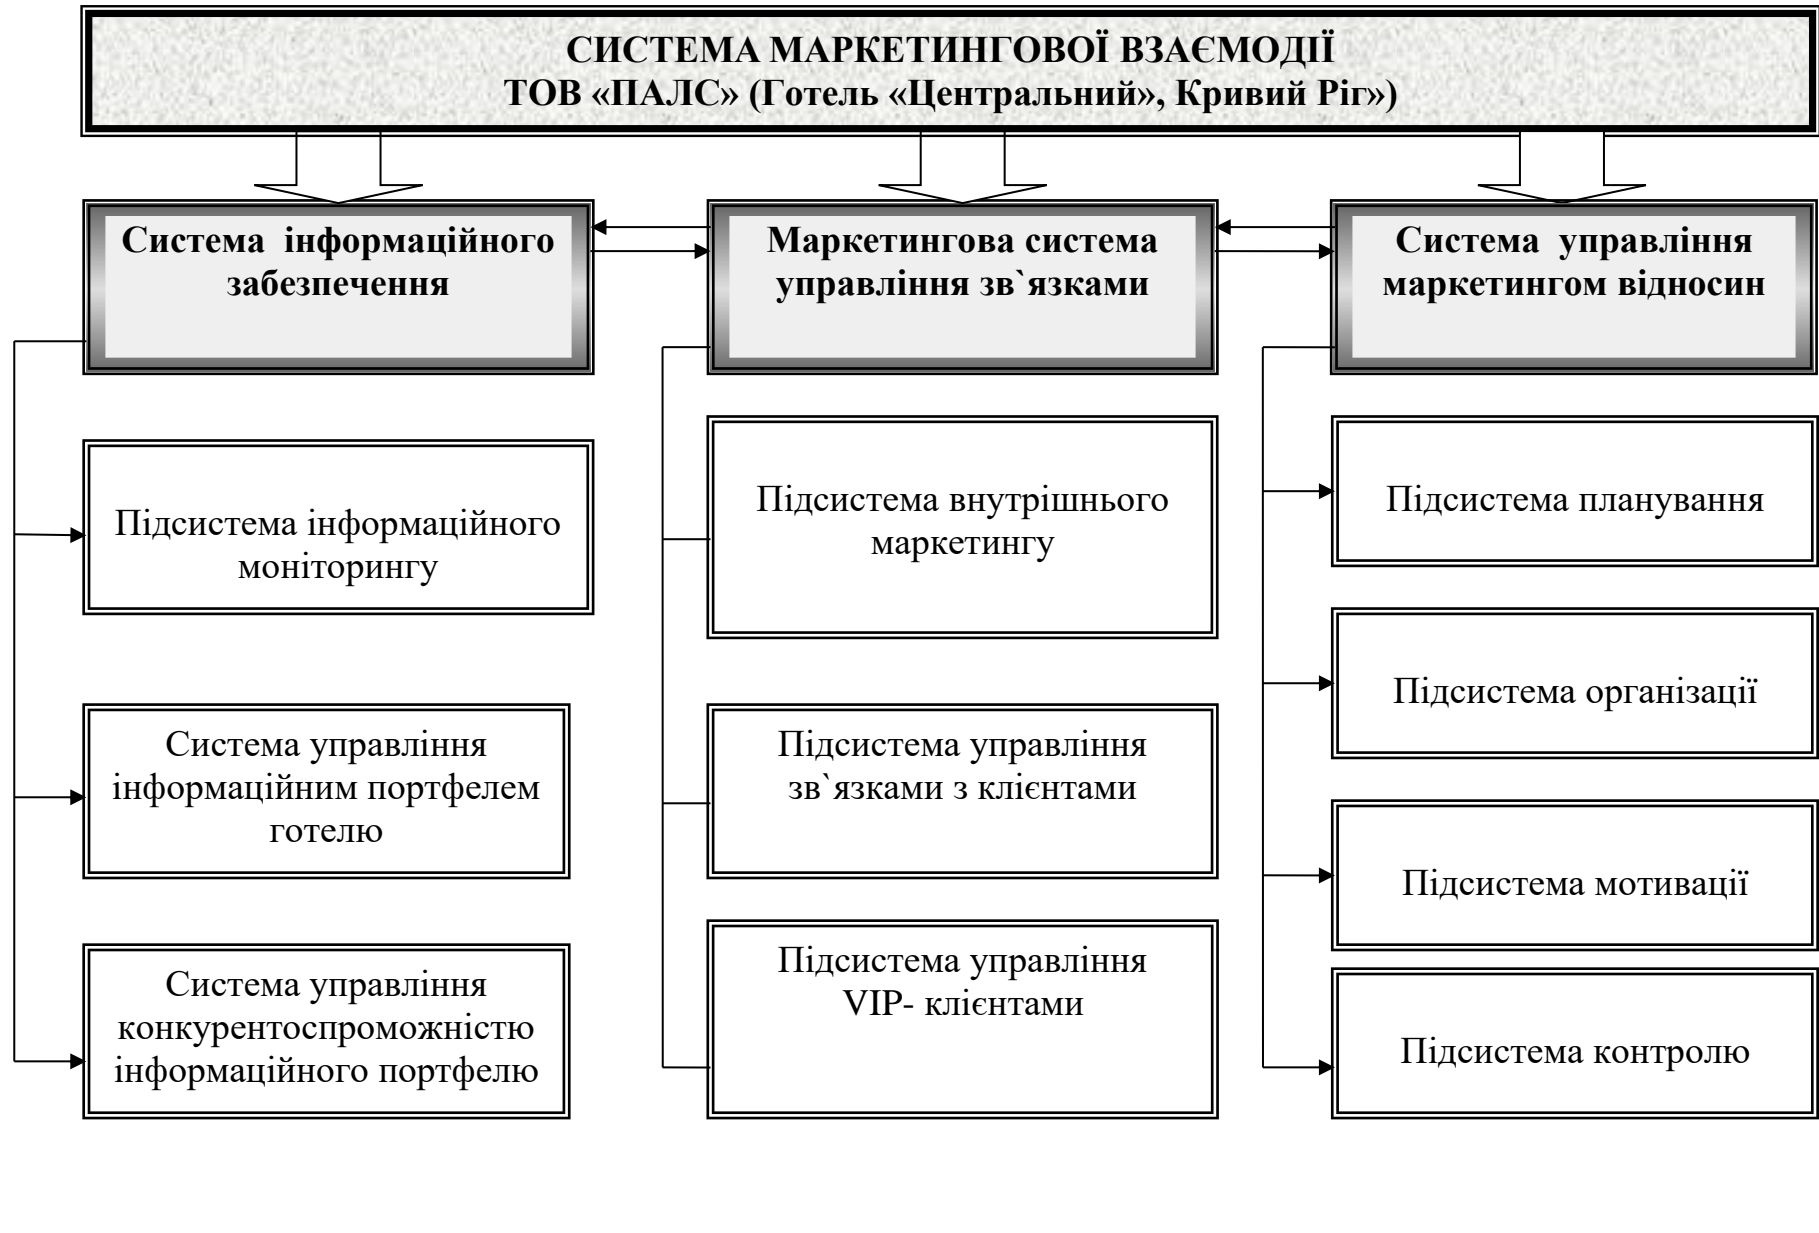 СИСТЕМА МАРКЕТИНГОВОЇ ВЗАЄМОДІЇ
ТОВ «ПАЛС» (Готель «Центральний», Кривий Ріг»)
Система інформаційного
забезпечення
Маркетингова система
управління зв`язками
Система управління
маркетингом відносин
Підсистема інформаційного
моніторингу
Система управління
інформаційним портфелем
готелю
Система управління
конкурентоспроможністю
інформаційного портфелю
Підсистема внутрішнього
маркетингу
Підсистема управління
зв`язками з клієнтами
Підсистема управління
VIP- клієнтами
Підсистема планування
Підсистема організації
Підсистема мотивації
Підсистема контролю